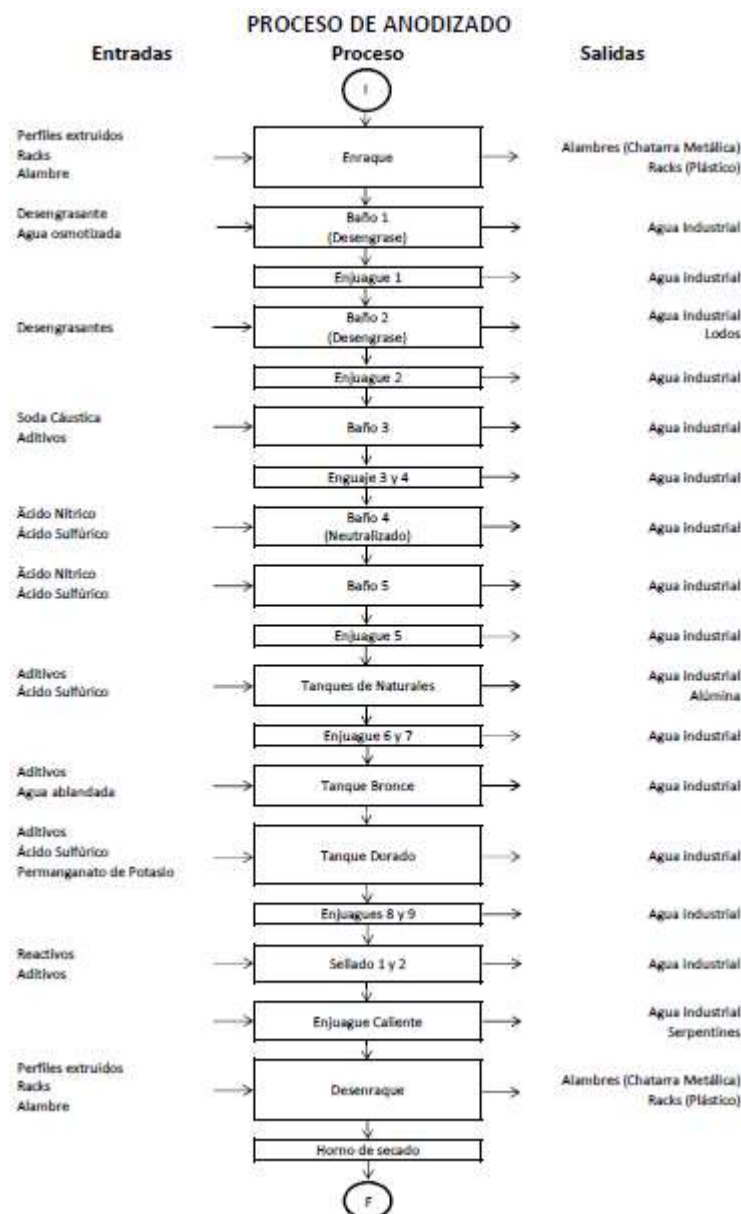 PROCESO DE ANODIZADO
Entradas Proceso Salidas
I
Perfiles extruidos
Racks
Alambre
Enraque
Alambres (Chatarra Metálica)
Racks (Plástico)
Desengrasante
Agua osmotizada
Baño 1
(Desengrase)
Agua Industrial
Enjuague 1
Agua industrial
Desengrasantes
Baño 2
(Desengrase)
Agua Industrial
Lodos
Enjuague 2
Agua industrial
Soda Cáustica
Aditivos
Baño 3
Agua industrial
Enguaje 3 y 4
Agua industrial
Ácido Nítrico
Ácido Sulfúrico
Baño 4
(Neutralizado)
Agua industrial
Ácido Nítrico
Ácido Sulfúrico
Baño 5
Agua industrial
Enjuague 5
Agua industrial
Aditivos
Ácido Sulfúrico
Tanques de Naturales
Agua Industrial
Alúmina
Enjuague 6 y 7
Agua industrial
Aditivos
Agua ablandada
Tanque Bronce
Agua industrial
Aditivos
Ácido Sulfúrico
Permanganato de Potasio
Tanque Dorado
Agua industrial
Enjuagues 8 y 9
Agua industrial
Reactivos
Aditivos
Sellado 1 y 2
Agua industrial
Enjuague Caliente
Agua Industrial
Serpentines
Perfiles extruidos
Racks
Alambre
Desenraque
Alambres (Chatarra Metálica)
Racks (Plástico)
Horno de secado
F